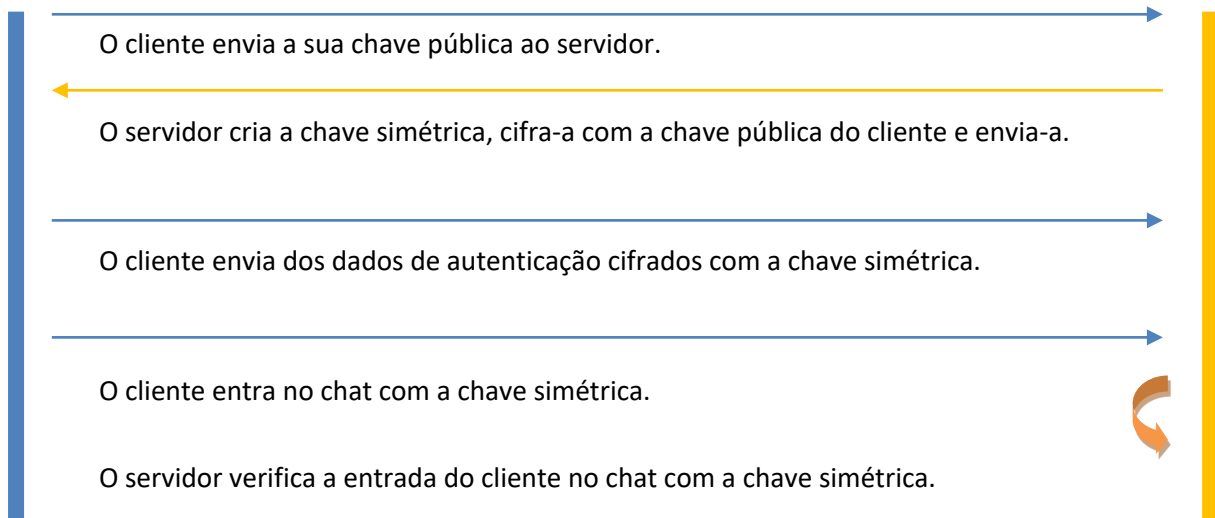 O cliente envia a sua chave pública ao servidor.
O servidor cria a chave simétrica, cifra-a com a chave pública do cliente e envia-a.
O cliente envia dos dados de autenticação cifrados com a chave simétrica.
O cliente entra no chat com a chave simétrica.
O servidor verifica a entrada do cliente no chat com a chave simétrica.